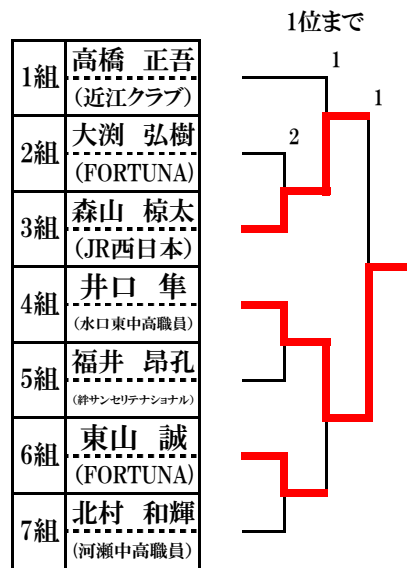 1位まで
1
1
2
1組
高橋 正吾
(近江クラブ)
2組
大渕 弘樹
(FORTUNA)
3組
森山 椋太
(JR西日本)
4組
井口 隼
(水口東中高職員)
5組
福井 昂孔
(絆サンセリテナショナル)
6組
東山 誠
(FORTUNA)
7組
北村 和輝
(河瀬中高職員)